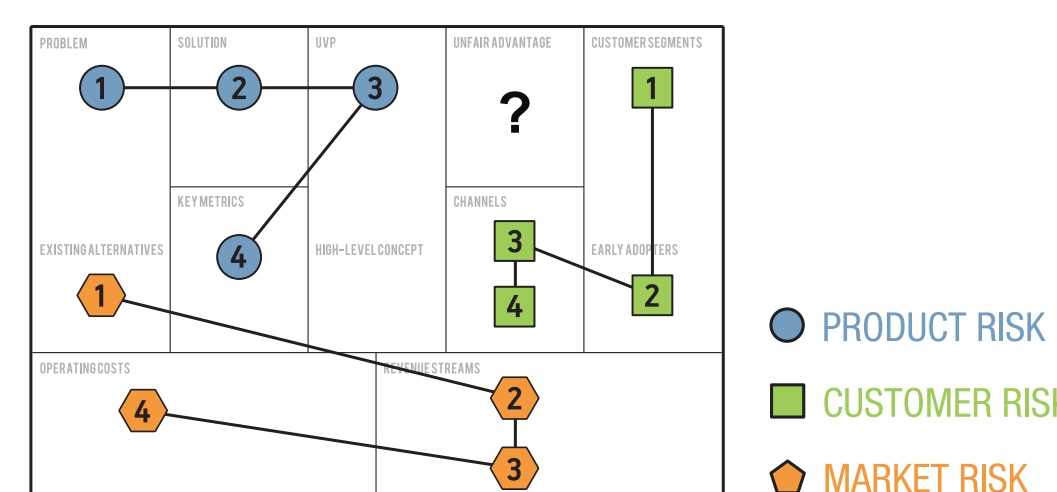 PROBLEM
SOLUTION
UVP
UNFAIR ADVANTAGE
CUSTOMER SEGMENTS
1
2
3
?
1
KEY METRICS
CHANNELS
4
3
EXISTING ALTERNATIVES
HIGH-LEVEL CONCEPT
EARLY ADOPTERS
1
4
2
OPERATING COSTS
REVENUE STREAMS
4
2
3
PRODUCT RISK
CUSTOMER RIS
MARKET RISK